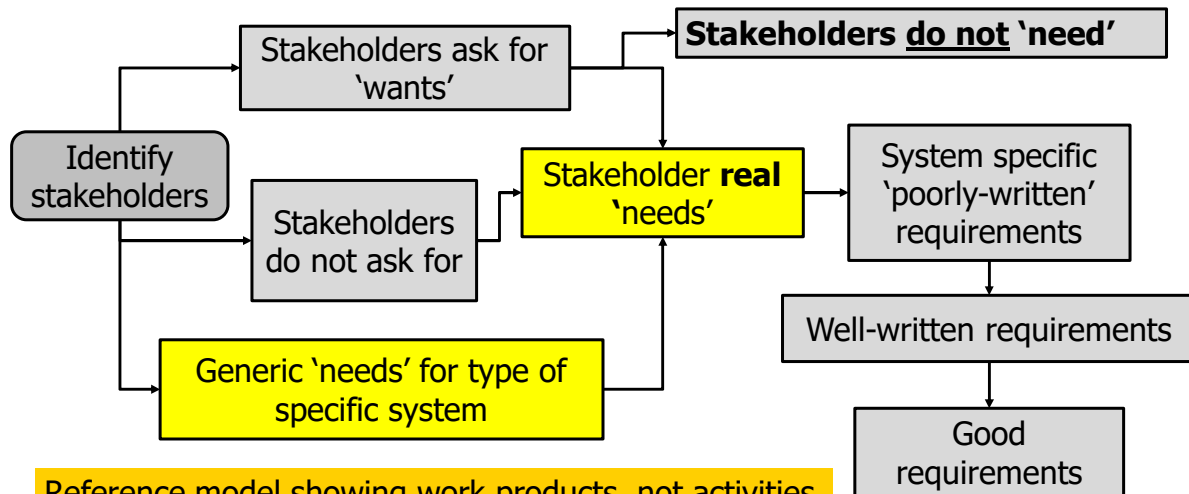 Stakeholders ask for
‘wants’
Stakeholders do not ‘need’
Identify
stakeholders
Stakeholders
do not ask for
Generic ‘needs’ for type of
specific system
Stakeholder real
‘needs’
System specific
‘poorly-written’
requirements
Well-written requirements
Good
requirements
Reference model showing work products, not activities